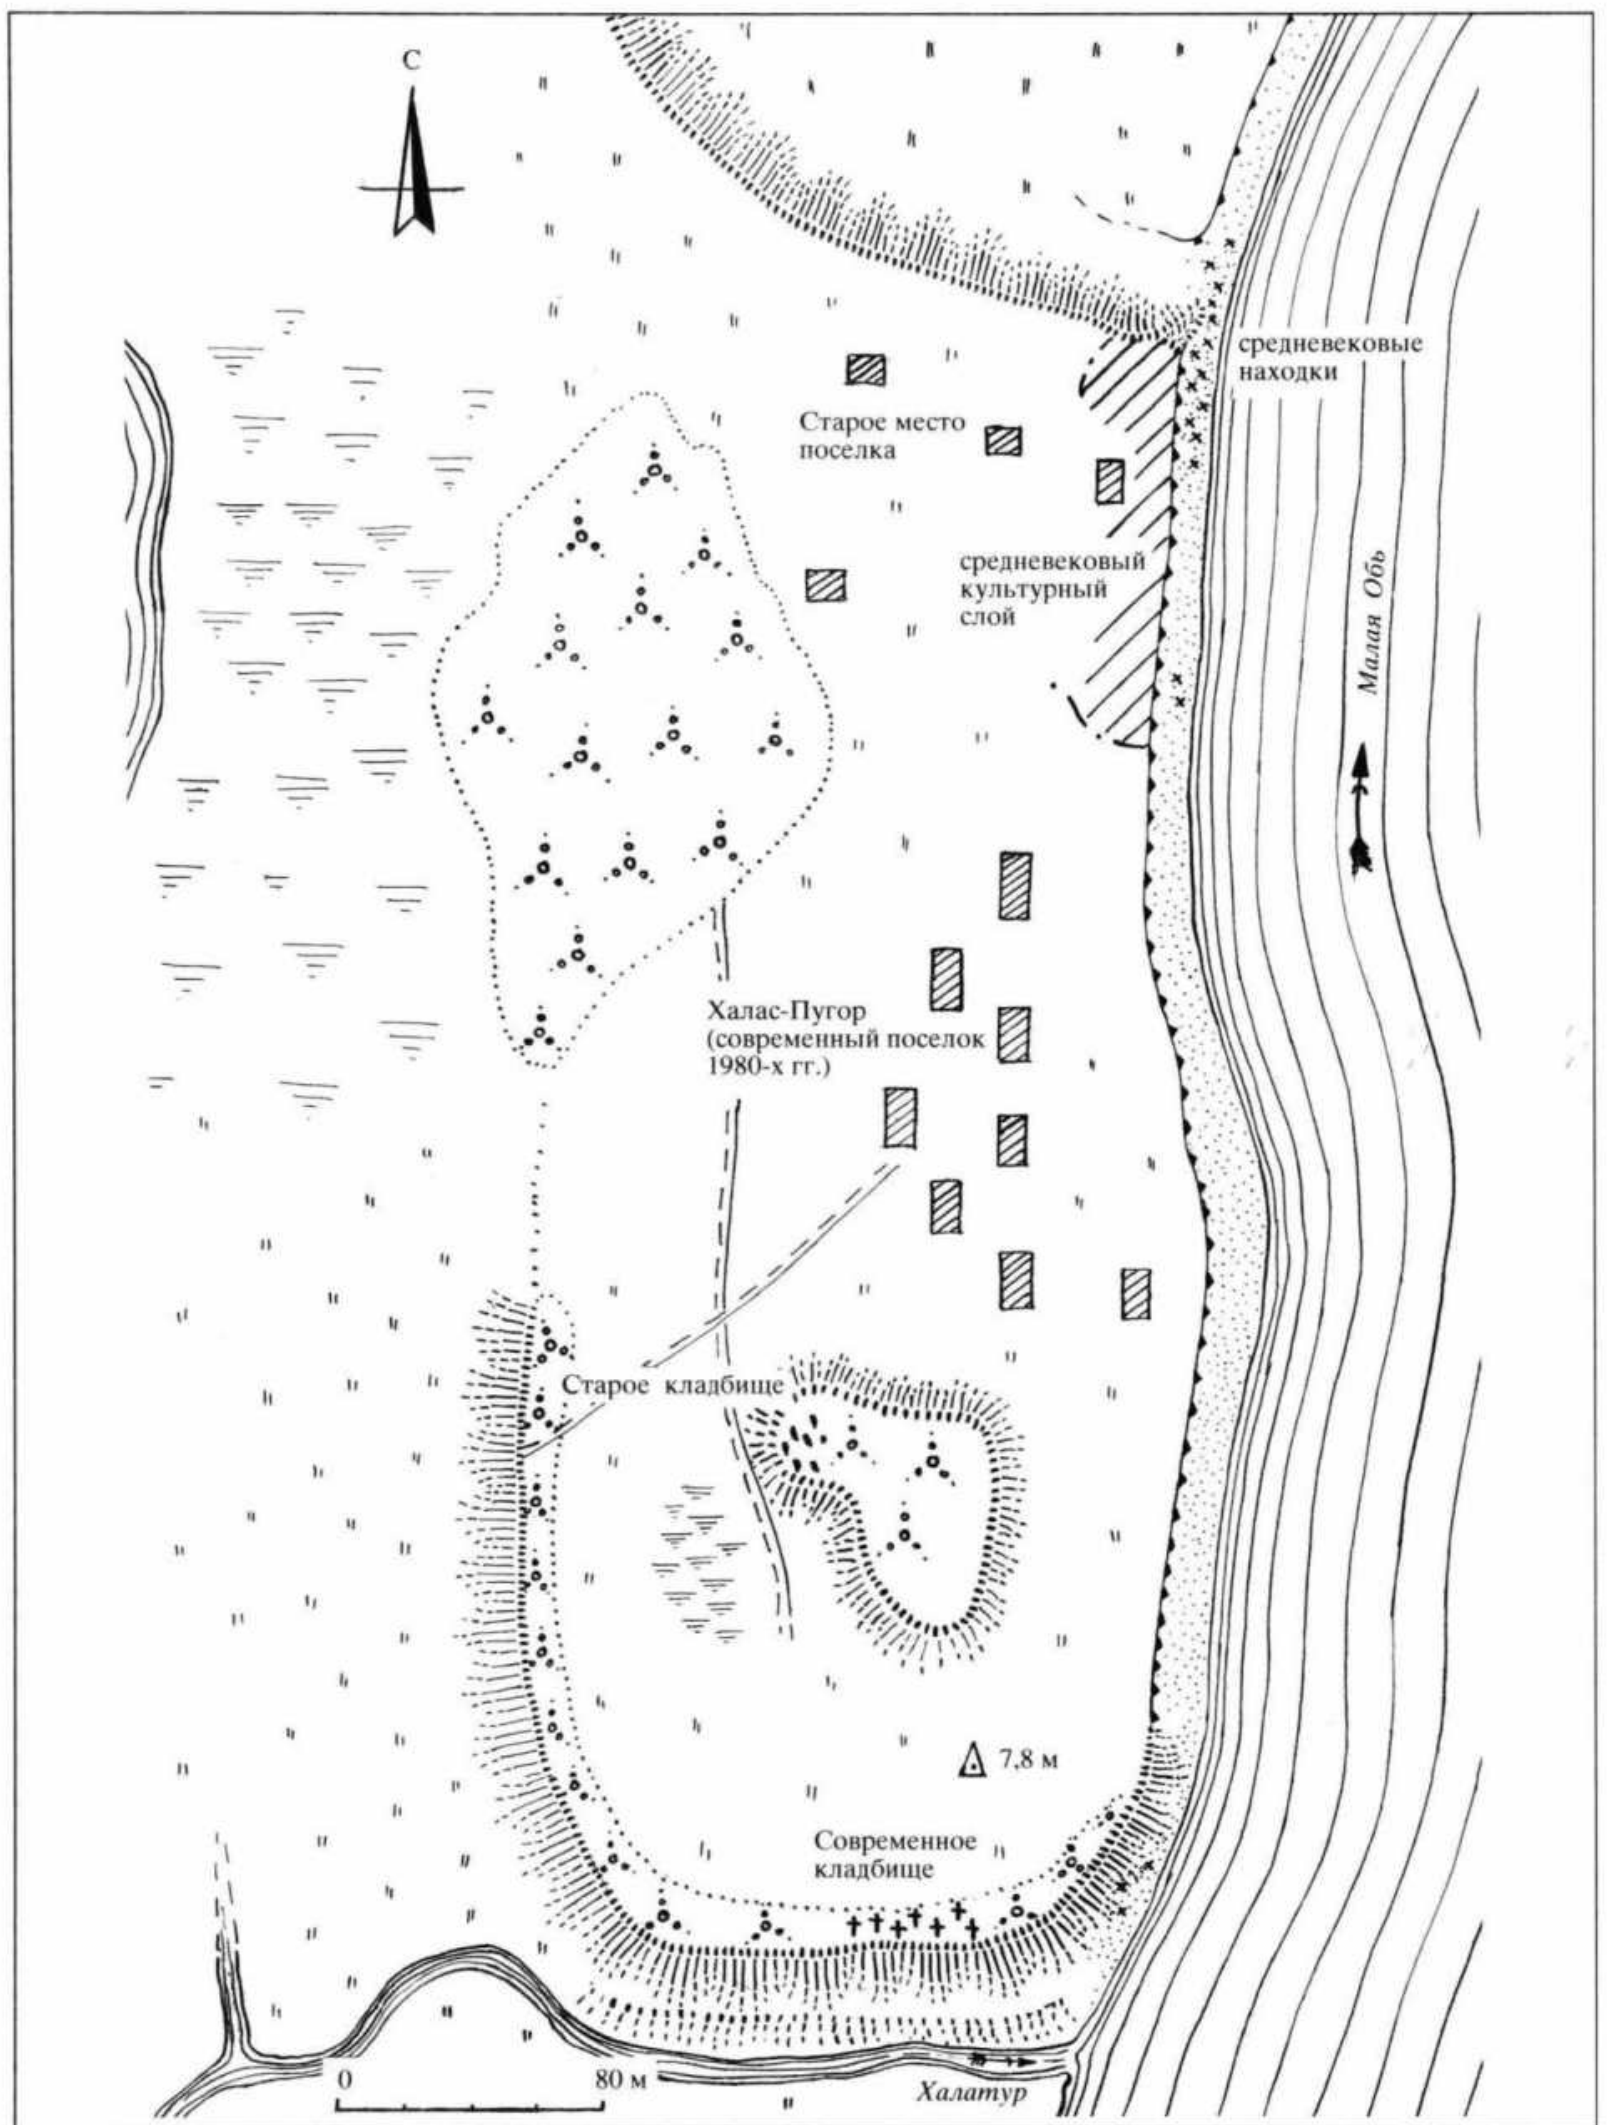 С
средневековые
находки
Старое место
поселка
средневековый
культурный
слой
Малая Обь
Халас-Пугор
(современный поселок
1980-х гг.)
Старое кладбище
7,8 м
Современное
кладбище
0 80 м
Халатур